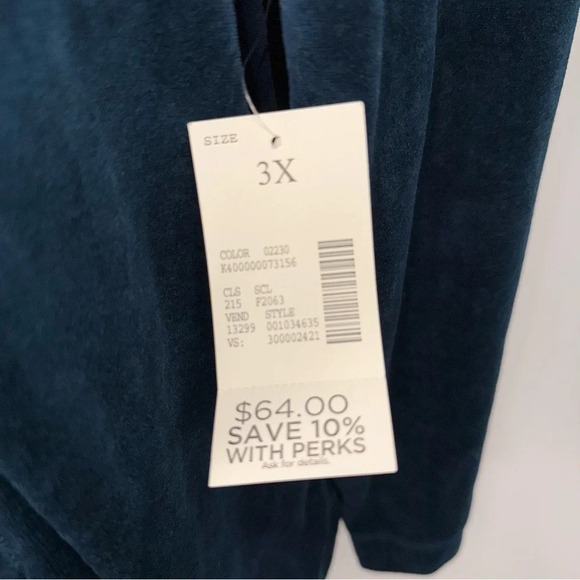 SIZE
3X
COLOR 02230
K400000073156
CLS SCL
215 F2063
VEND STYLE
13299 001034635
VS: 300002421
$64.00
SAVE 10%
WITH PERKS
Ask for details.